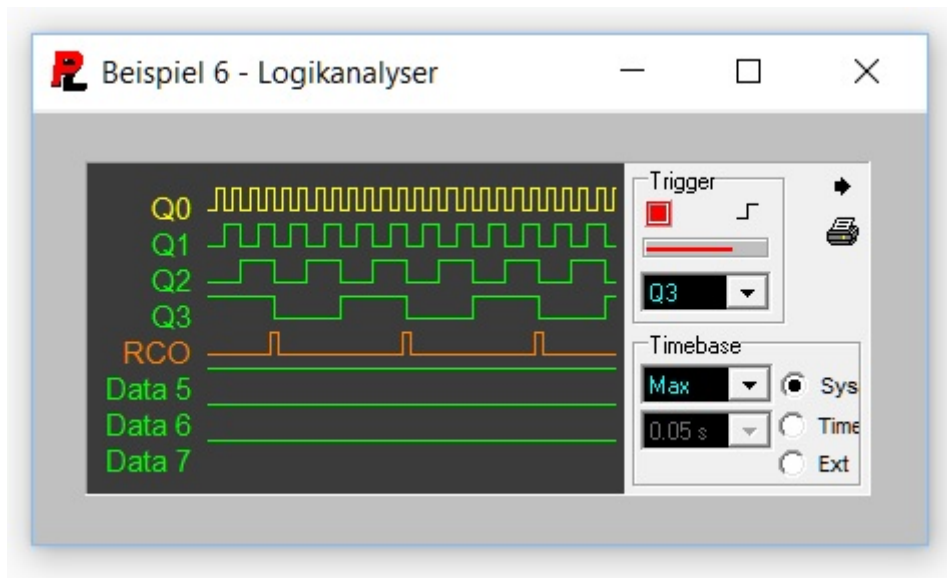 Beispiel 6 - Logikanalyser
Q0
Q1
Q2
Q3
RCO
Data 5
Data 6
Data 7
Trigger
Q3
Timebase
Max
Sys
0.05 s
Time
Ext